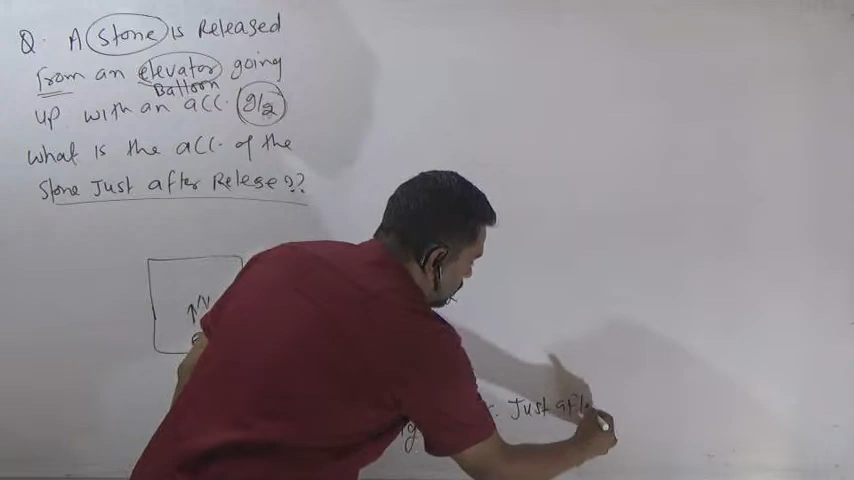 Q. A stone is Released
from an elevator going
Balloon
up with an acc. g/2
what is the acc. of the
stone Just after Relese??
N
g
Just afte